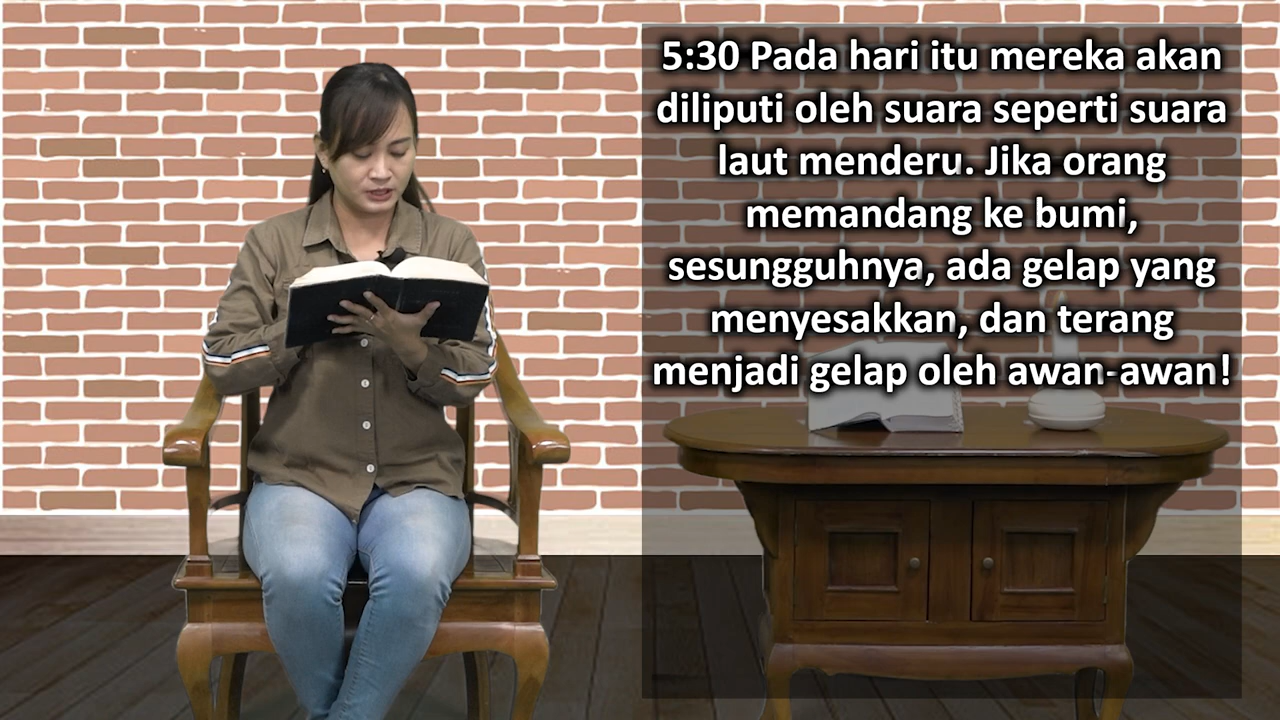 5:30 Pada hari itu mereka akan
diliputi oleh suara seperti suara
laut menderu. Jika orang
memandang ke bumi,
sesungguhnya, ada gelap yang
menyesakkan, dan terang
menjadi gelap oleh awan-awan!